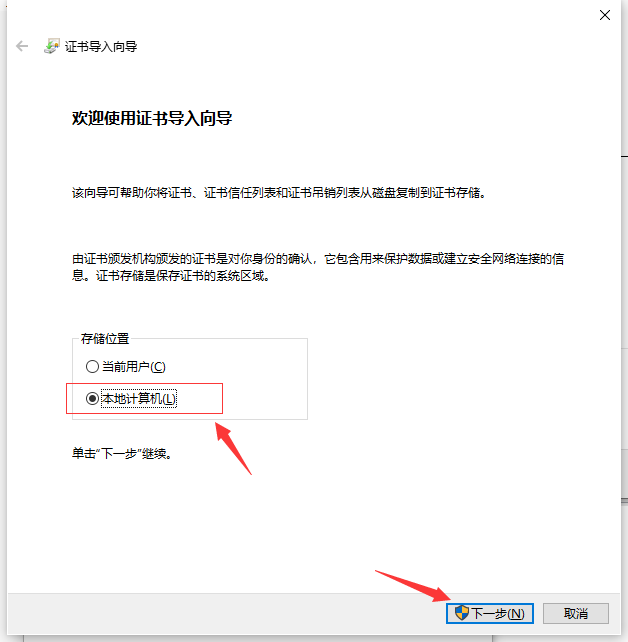 证书导入向导
欢迎使用证书导入向导
该向导可帮助你将证书、证书信任列表和证书吊销列表从磁盘复制到证书存储。
由证书颁发机构颁发的证书是对你身份的确认，它包含用来保护数据或建立安全网络连接的信
息。证书存储是保存证书的系统区域。
存储位置
当前用户(C)
本地计算机(L)
单击“下一步”继续。
下一步(N)
取消